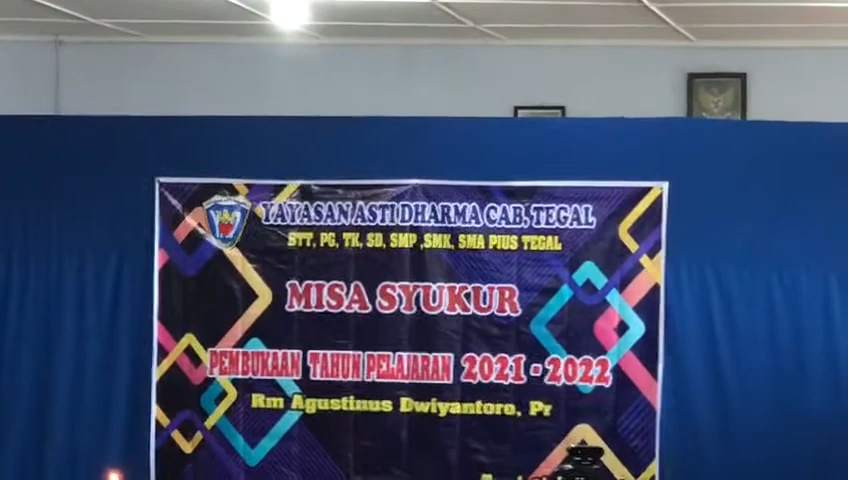 YAYASAN ASTI DHARMA CAB. TEGAL
STT, PG, TK, SD, SMP ,SMK, SMA PIUS TEGAL
MISA SYUKUR
PEMBUKAAN TAHUN PELAJARAN 2021 - 2022
Rm Agustinus Dwiyantoro, Pr